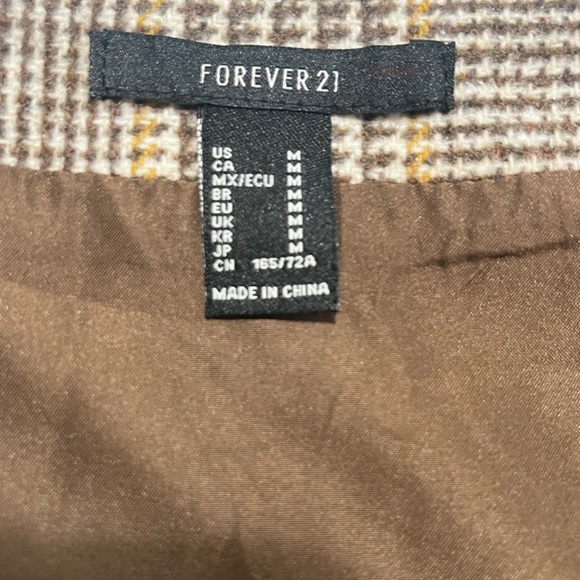 FOREVER 21
US M
CA M
MX/ECU M
BR M
EU M
UK M
KR M
JP M
CN 165/72A
MADE IN CHINA